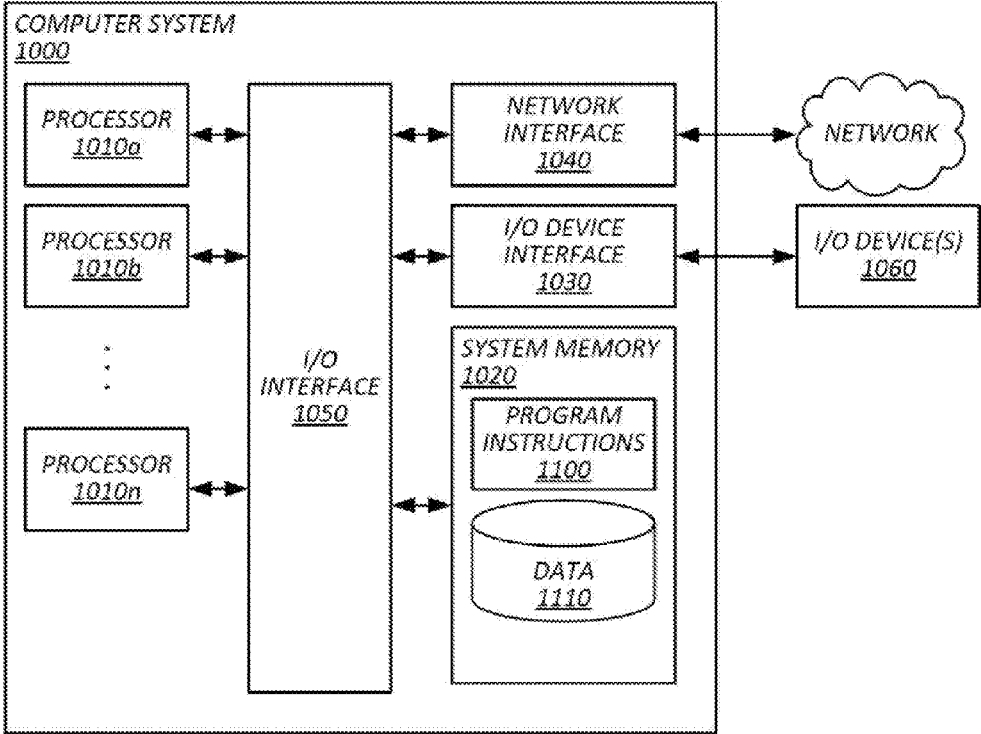 COMPUTER SYSTEM
1000
PROCESSOR
1010a
PROCESSOR
1010b
PROCESSOR
1010n
I/O
INTERFACE
1050
NETWORK
INTERFACE
1040
I/O DEVICE
INTERFACE
1030
SYSTEM MEMORY
1020
PROGRAM
INSTRUCTIONS
1100
DATA
1110
NETWORK
I/O DEVICE(S)
1060